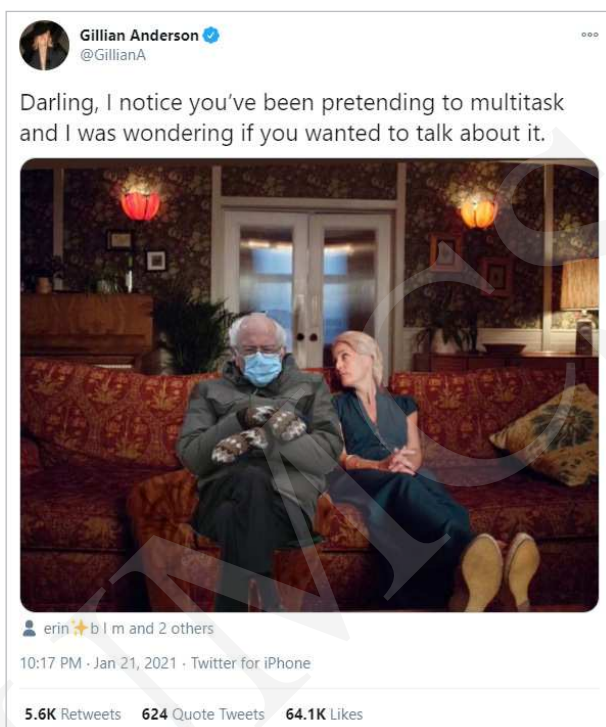 Gillian Anderson
@GillianA
Darling, I notice you've been pretending to multitask
and I was wondering if you wanted to talk about it.
erin✨b l m and 2 others
10:17 PM · Jan 21, 2021 · Twitter for iPhone
5.6K Retweets 624 Quote Tweets 64.1K Likes